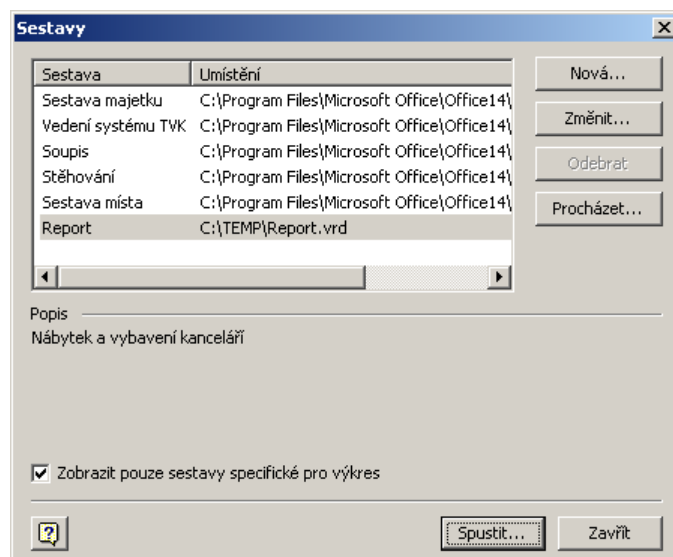 Sestavy
Sestava Umístění
Sestava majetku C:\Program Files\Microsoft Office\Office14\
Vedení systému TVK C:\Program Files\Microsoft Office\Office14\
Soupis C:\Program Files\Microsoft Office\Office14\
Stěhování C:\Program Files\Microsoft Office\Office14\
Sestava místa C:\Program Files\Microsoft Office\Office14\
Report C:\TEMP\Report.vrd
Nová...
Změnit...
Odebrat
Procházet...
Popis
Nábytek a vybavení kanceláří
Zobrazit pouze sestavy specifické pro výkres
Spustit... Zavřít